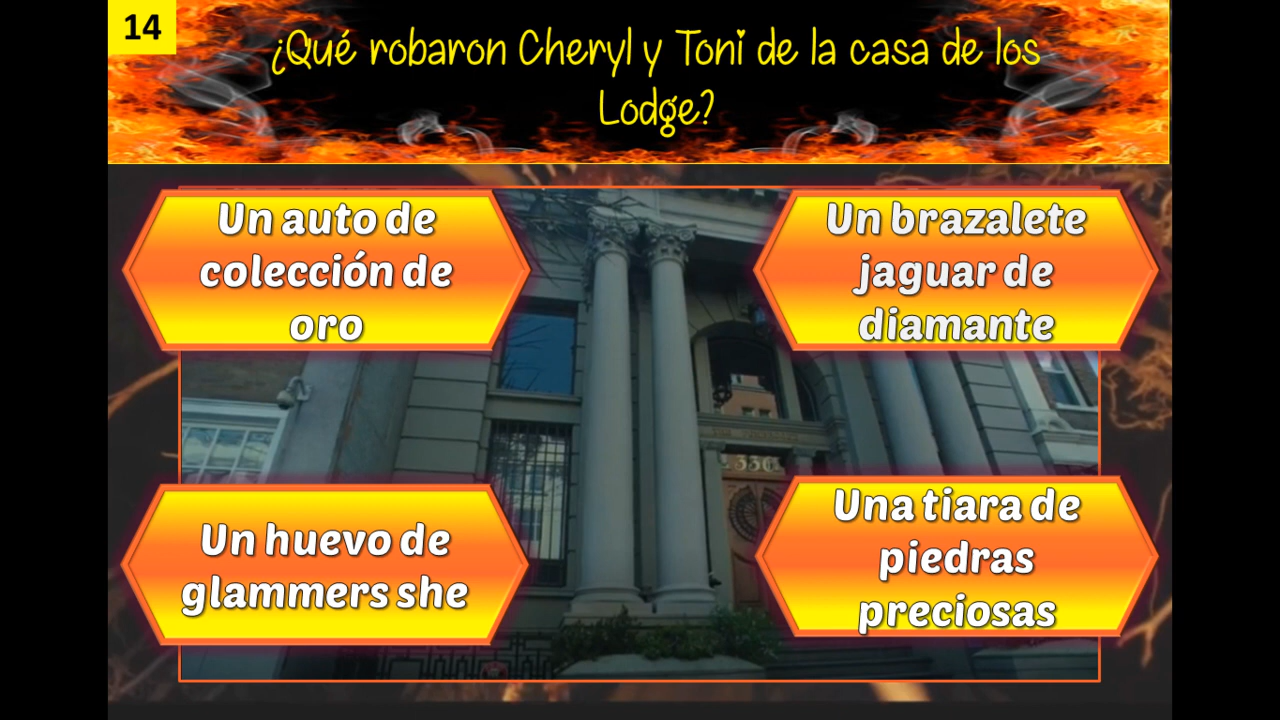 14
¿Qué robaron Cheryl y Toni de la casa de los
Lodge?
Un auto de
colección de
oro
Un brazalete
jaguar de
diamante
330
Un huevo de
glammers she
Una tiara de
piedras
preciosas